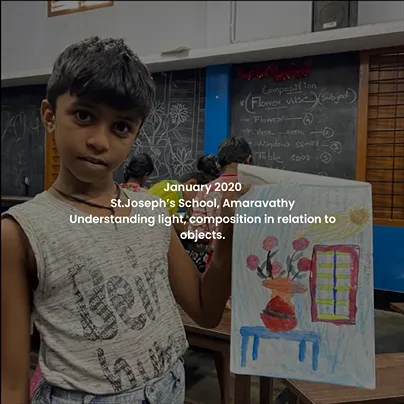 Composition
(Flower vase) (Subject)
Flower
Window
Table
January 2020
St.Joseph's School, Amaravathy
Understanding light, composition in relation to
objects.